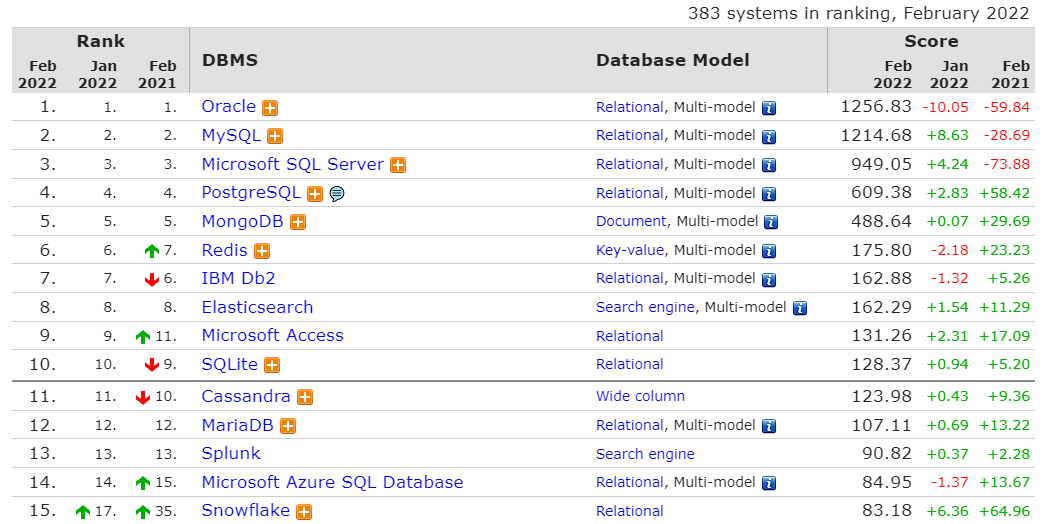 383 systems in ranking, February 2022
Rank DBMS Database Model Score
Feb 2022 Jan 2022 Feb 2021 Feb 2022 Jan 2022 Feb 2021
1. 1. 1. Oracle Relational, Multi-model 1256.83 -10.05 -59.84
2. 2. 2. MySQL Relational, Multi-model 1214.68 +8.63 -28.69
3. 3. 3. Microsoft SQL Server Relational, Multi-model 949.05 +4.24 -73.88
4. 4. 4. PostgreSQL Relational, Multi-model 609.38 +2.83 +58.42
5. 5. 5. MongoDB Document, Multi-model 488.64 +0.07 +29.69
6. 6. 7. Redis Key-value, Multi-model 175.80 -2.18 +23.23
7. 7. 6. IBM Db2 Relational, Multi-model 162.88 -1.32 +5.26
8. 8. 8. Elasticsearch Search engine, Multi-model 162.29 +1.54 +11.29
9. 9. 11. Microsoft Access Relational 131.26 +2.31 +17.09
10. 10. 9. SQLite Relational 128.37 +0.94 +5.20
11. 11. 10. Cassandra Wide column 123.98 +0.43 +9.36
12. 12. 12. MariaDB Relational, Multi-model 107.11 +0.69 +13.22
13. 13. 13. Splunk Search engine 90.82 +0.37 +2.28
14. 14. 15. Microsoft Azure SQL Database Relational, Multi-model 84.95 -1.37 +13.67
15. 17. 35. Snowflake Relational 83.18 +6.36 +64.96